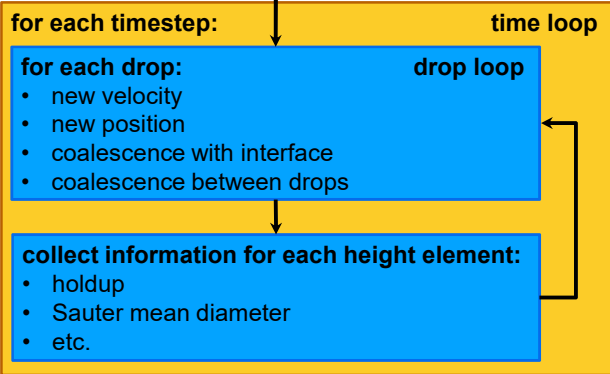 for each timestep: time loop
for each drop: drop loop
• new velocity
• new position
• coalescence with interface
• coalescence between drops
collect information for each height element:
• holdup
• Sauter mean diameter
• etc.